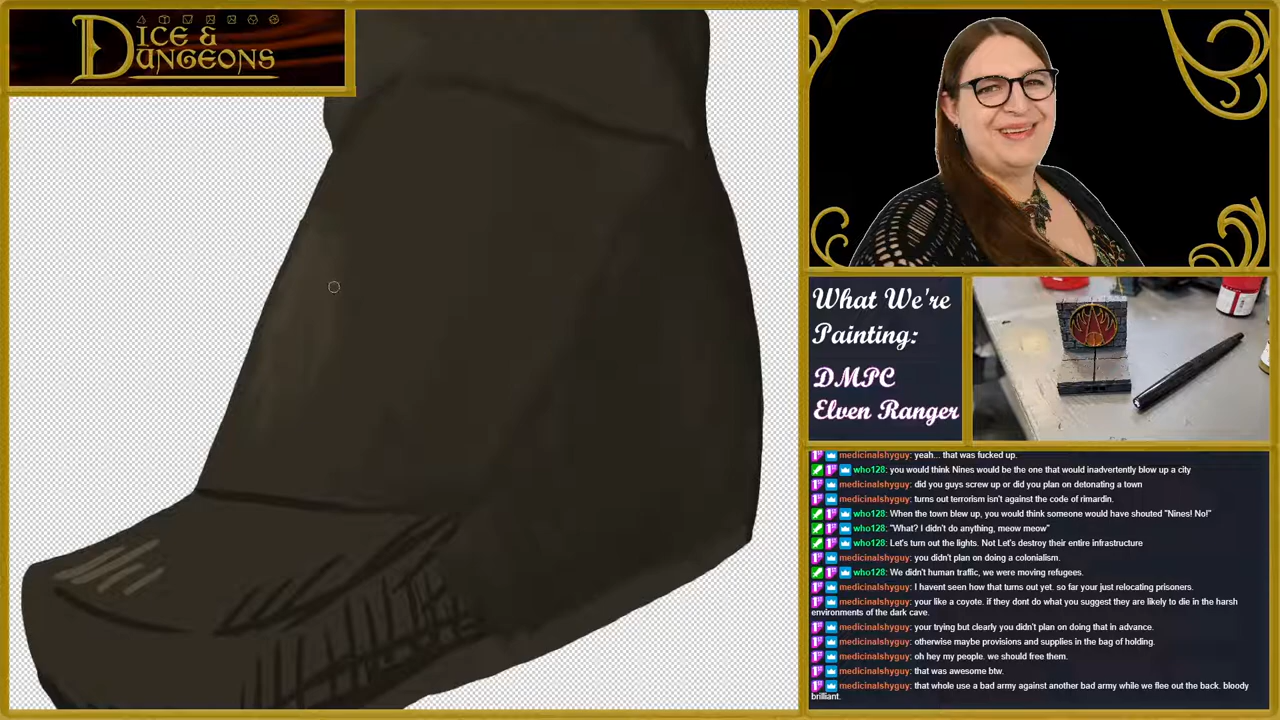 DICE &
DUNGEONS
What We're
Painting:
DMPC
Elven Ranger
medicinalshyguy: yeah... that was fucked up.
who128: you would think Nines would be the one that would inadvertently blow up a city
medicinalshyguy: did you guys screw up or did you plan on detonating a town
medicinalshyguy: turns out terrorism isn't against the code of rimardin.
who128: When the town blew up, you would think someone would have shouted "Nines! No!"
who128: "What? I didn't do anything, meow meow"
who128: Let's turn out the lights. Not Let's destroy their entire infrastructure
medicinalshyguy: you didn't plan on doing a colonialism.
who128: We didn't human traffic, we were moving refugees.
medicinalshyguy: I havent seen how that turns out yet. so far your just relocating prisoners.
medicinalshyguy: your like a coyote. if they dont do what you suggest they are likely to die in the harsh
environments of the dark cave.
medicinalshyguy: your trying but clearly you didn't plan on doing that in advance.
medicinalshyguy: otherwise maybe provisions and supplies in the bag of holding.
medicinalshyguy: oh hey my people. we should free them.
medicinalshyguy: that was awesome btw.
medicinalshyguy: that whole use a bad army against another bad army while we flee out the back. bloody
brilliant.